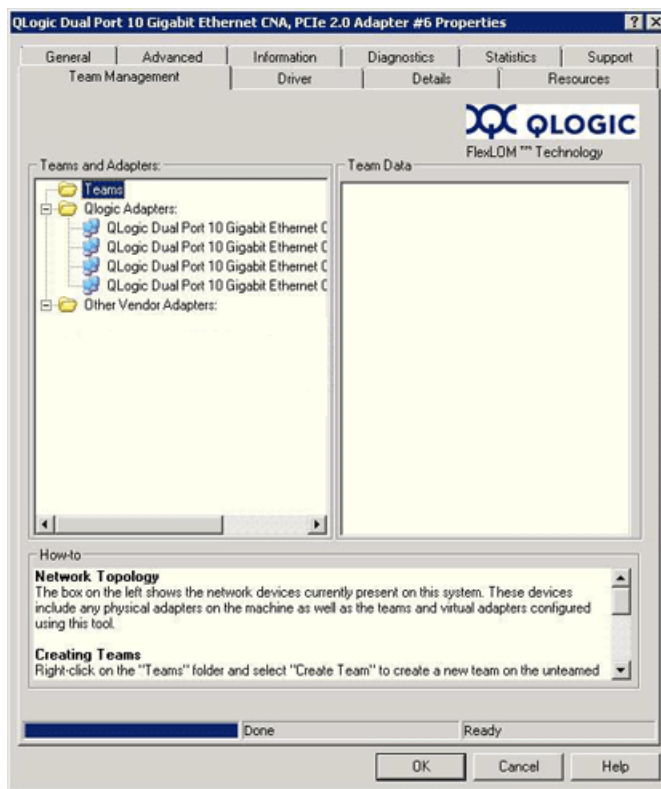 QLogic Dual Port 10 Gigabit Ethernet CNA, PCIe 2.0 Adapter #6 Properties
General Advanced Information Diagnostics Statistics Support
Team Management Driver Details Resources
QLOGIC
FlexLOM ™ Technology
Teams and Adapters:
Teams
Qlogic Adapters:
QLogic Dual Port 10 Gigabit Ethernet C
QLogic Dual Port 10 Gigabit Ethernet C
QLogic Dual Port 10 Gigabit Ethernet C
QLogic Dual Port 10 Gigabit Ethernet C
Other Vendor Adapters:
Team Data
How-to
Network Topology
The box on the left shows the network devices currently present on this system. These devices
include any physical adapters on the machine as well as the teams and virtual adapters configured
using this tool.
Creating Teams
Right-click on the "Teams" folder and select "Create Team" to create a new team on the unteamed
Done
Ready
OK
Cancel
Help